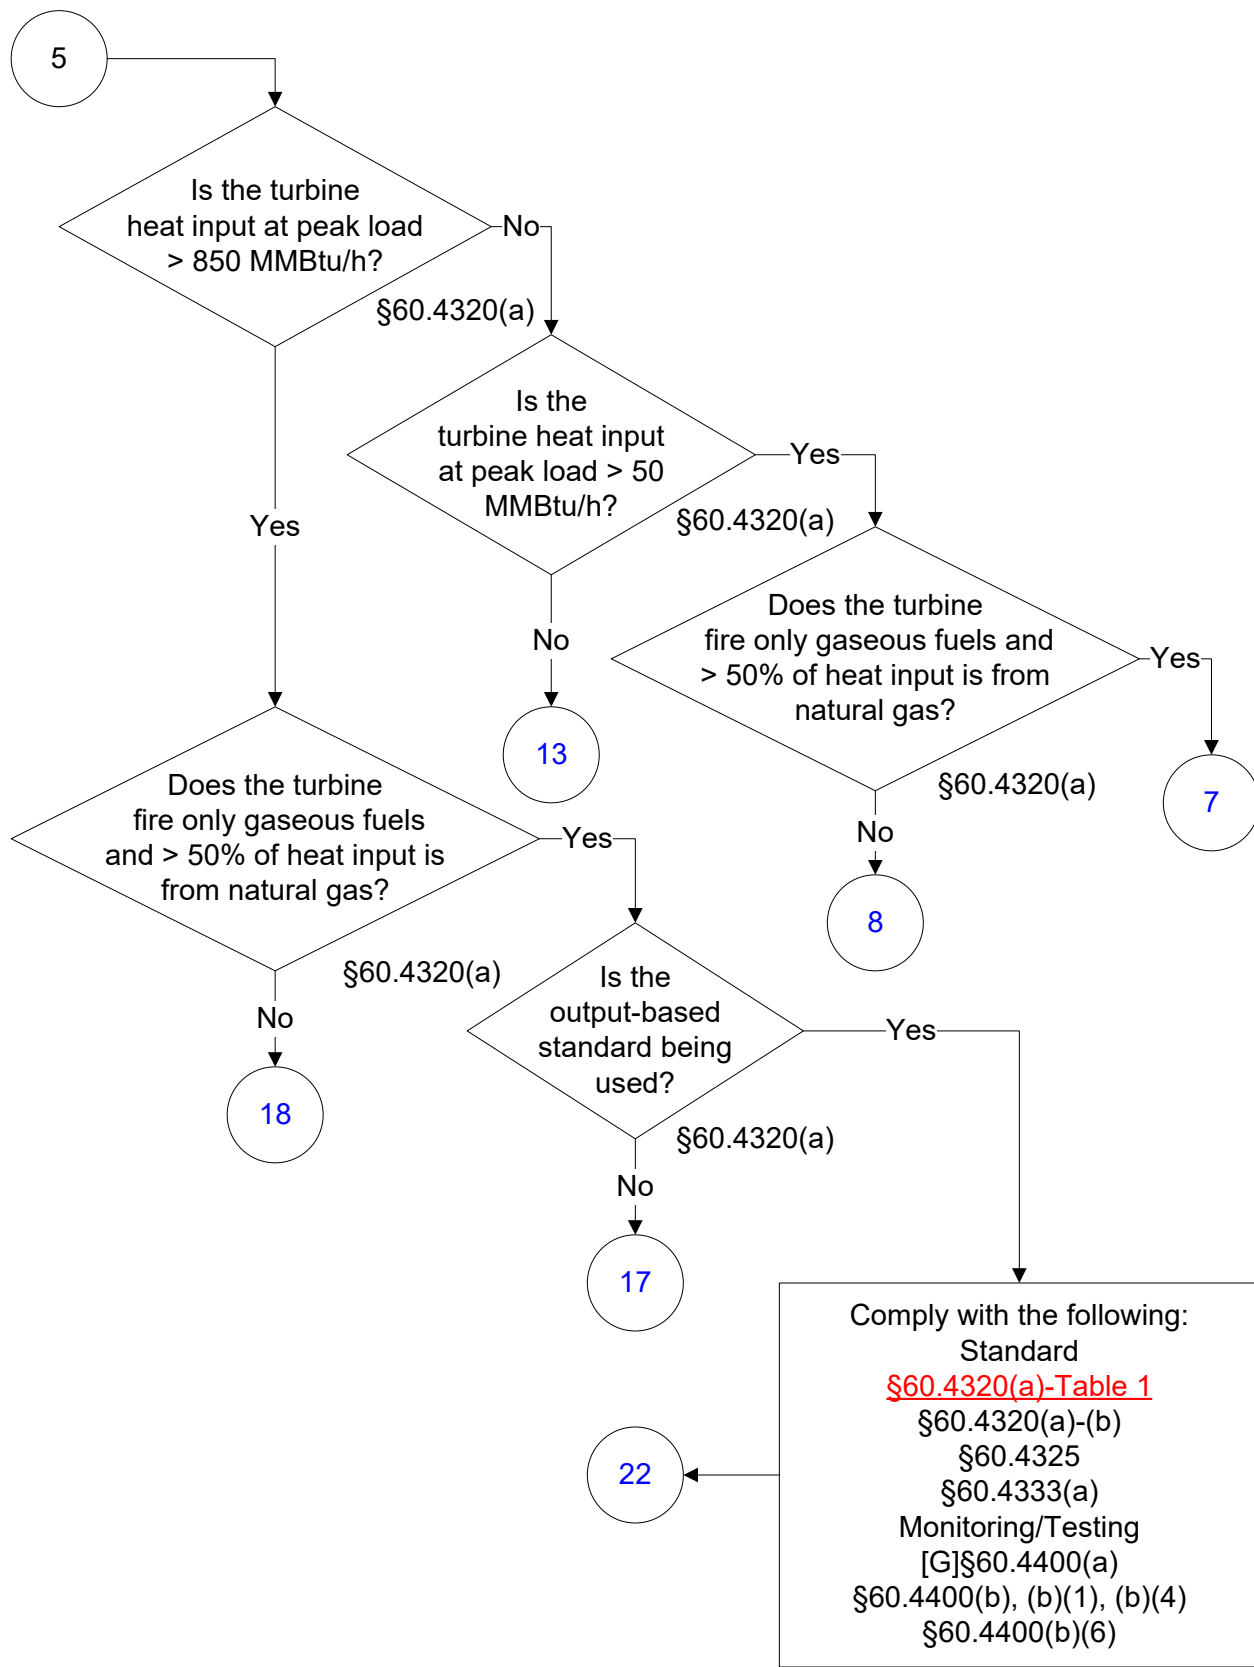 5
Is the turbine
heat input at peak load
> 850 MMBtu/h?
No
§60.4320(a)
Is the
turbine heat input
at peak load > 50
MMBtu/h?
Yes
§60.4320(a)
Yes
Does the turbine
fire only gaseous fuels and
> 50% of heat input is from
natural gas?
Yes
No
13
7
§60.4320(a)
Does the turbine
fire only gaseous fuels
and > 50% of heat input is
from natural gas?
Yes
No
8
§60.4320(a)
Is the
output-based
standard being
used?
Yes
No
18
§60.4320(a)
No
17
Comply with the following:
Standard
§60.4320(a)-Table 1
§60.4320(a)-(b)
§60.4325
§60.4333(a)
Monitoring/Testing
[G]§60.4400(a)
§60.4400(b), (b)(1), (b)(4)
§60.4400(b)(6)
22